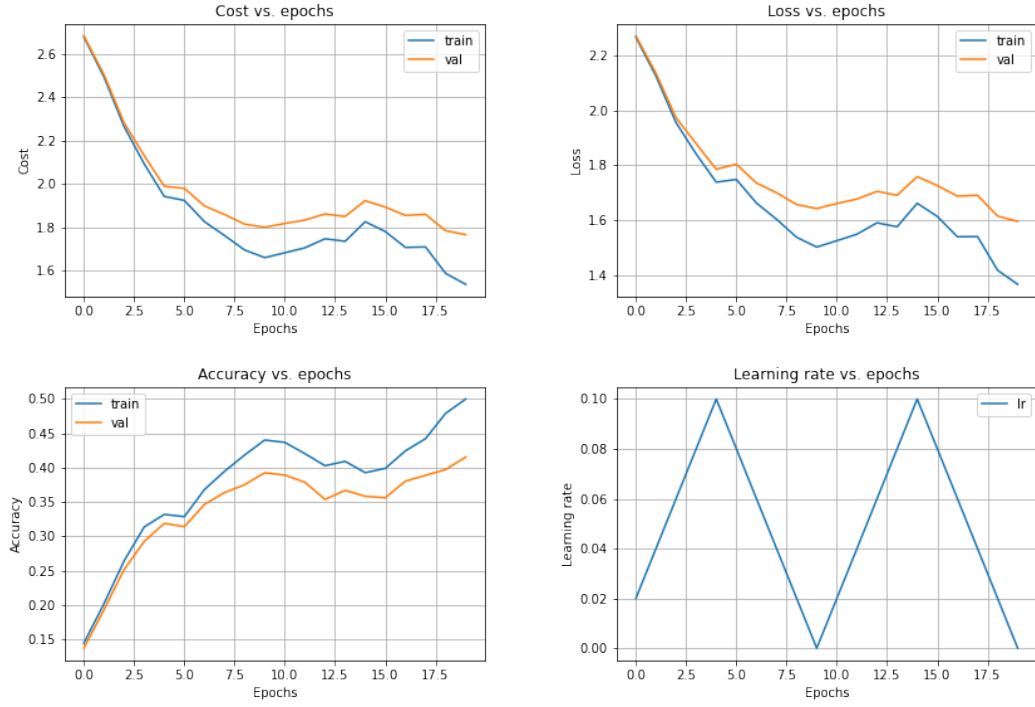 Cost vs. epochs
train
val
2.6
2.4
2.2
2.0
1.8
1.6
Cost
0.0 2.5 5.0 7.5 10.0 12.5 15.0 17.5
Epochs
Loss vs. epochs
train
val
2.2
2.0
1.8
1.6
1.4
Loss
0.0 2.5 5.0 7.5 10.0 12.5 15.0 17.5
Epochs
Accuracy vs. epochs
train
val
0.50
0.45
0.40
0.35
0.30
0.25
0.20
0.15
Accuracy
0.0 2.5 5.0 7.5 10.0 12.5 15.0 17.5
Epochs
Learning rate vs. epochs
lr
0.10
0.08
0.06
0.04
0.02
0.00
Learning rate
0.0 2.5 5.0 7.5 10.0 12.5 15.0 17.5
Epochs